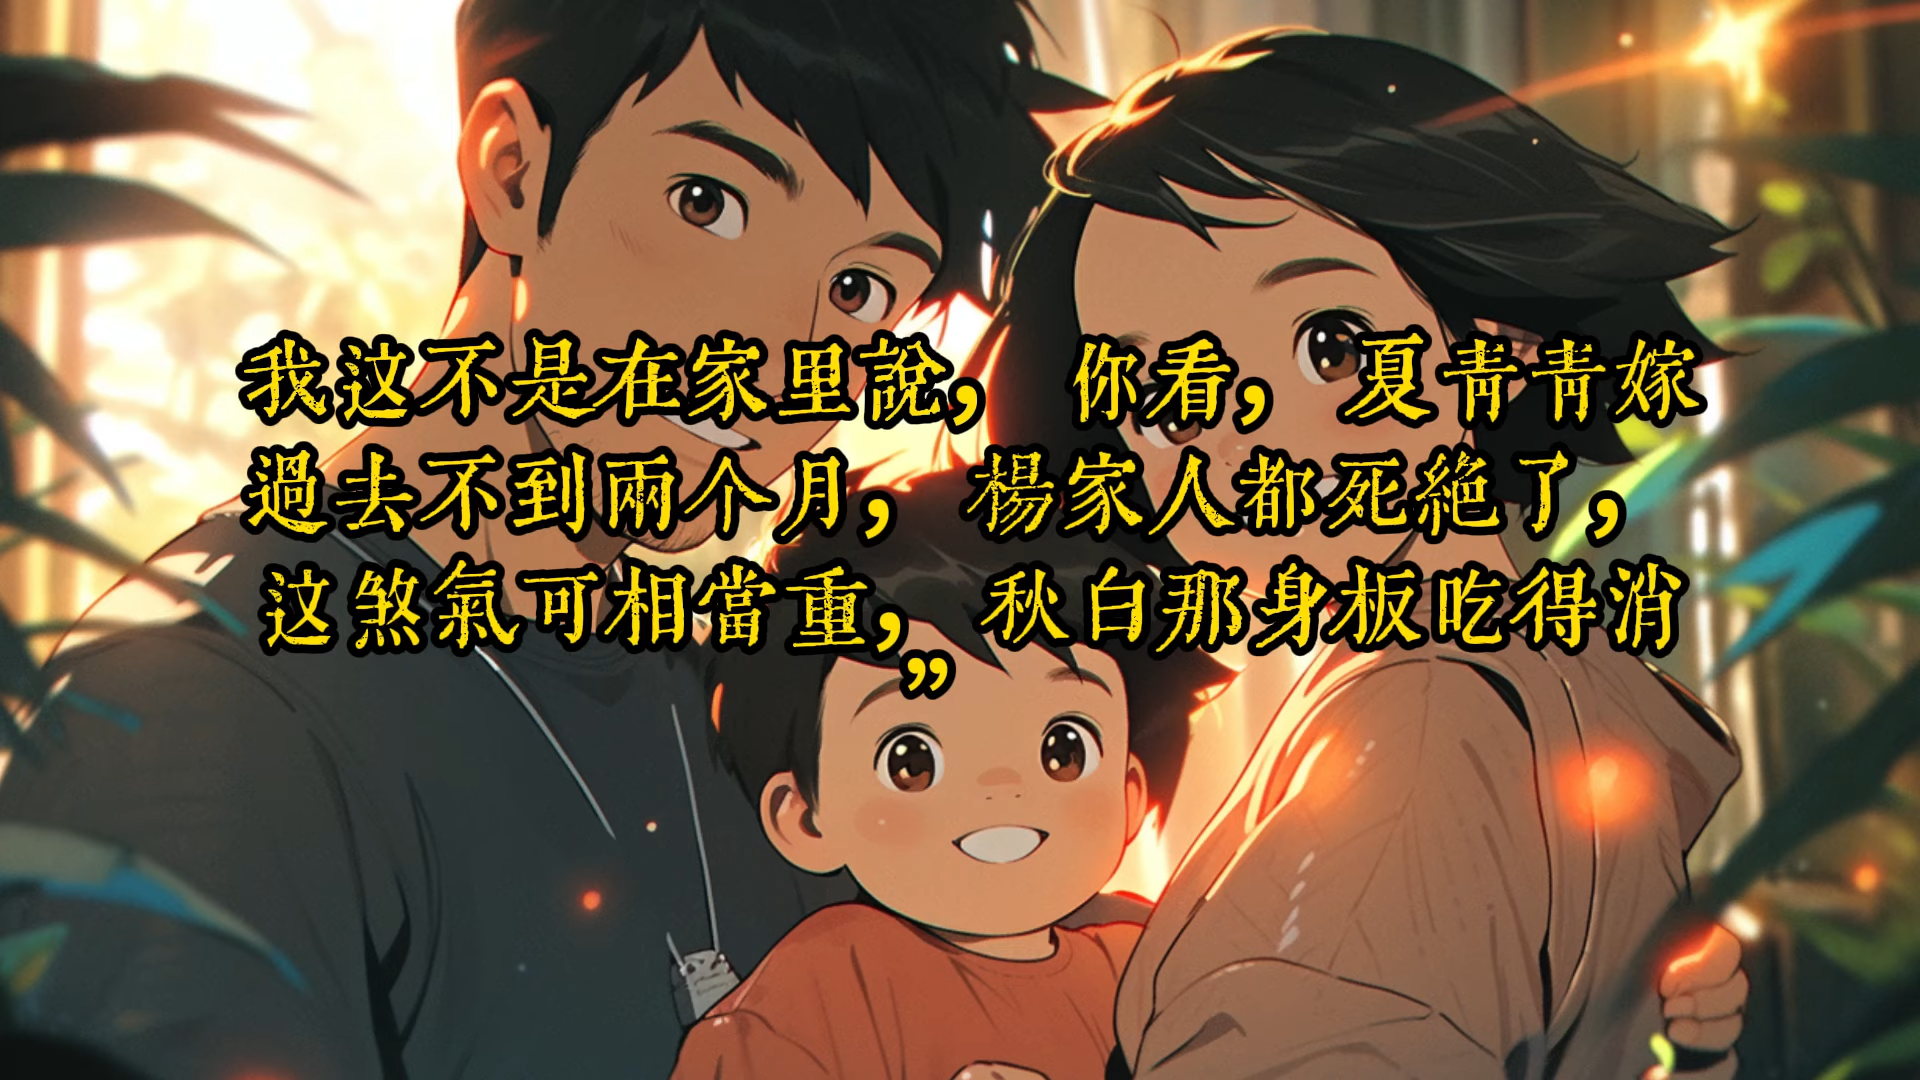 我这不是在家里說， 你看， 夏青青嫁
過去不到兩个月， 楊家人都死絕了，
这煞氣可相當重， 秋白那身板吃得消
”